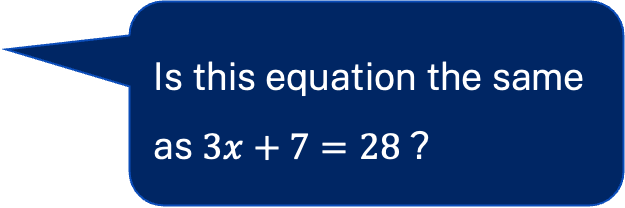 Is this equation the same
as 3𝑥 + 7 = 28 ?